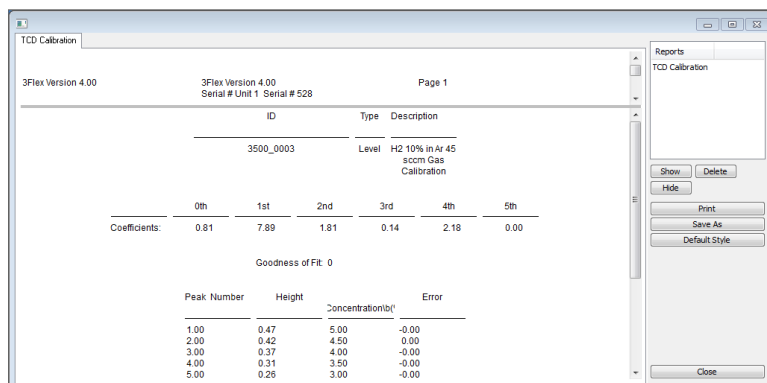 TCD Calibration
3Flex Version 4.00 3Flex Version 4.00 Page 1
Serial # Unit 1 Serial # 528
ID Type Description
3500_0003 Level H2 10% in Ar 45
sccm Gas
Calibration
0th 1st 2nd 3rd 4th 5th
Coefficients: 0.81 7.89 1.81 0.14 2.18 0.00
Goodness of Fit: 0
Peak Number Height Error
1.00 0.47 5.00 -0.00
2.00 0.42 4.50 0.00
3.00 0.37 4.00 -0.00
4.00 0.31 3.50 -0.00
5.00 0.26 3.00 -0.00
Reports
TCD Calibration
Show Delete
Hide
Print
Save As
Default Style
Close